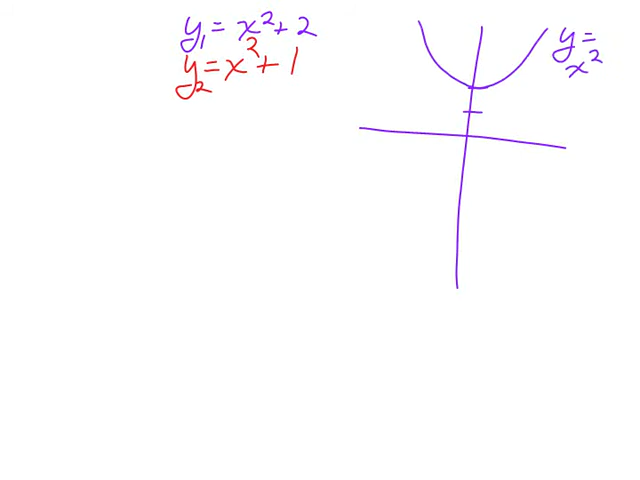 y₁ = x² + 2
y₂ = x² + 1
y =
x²